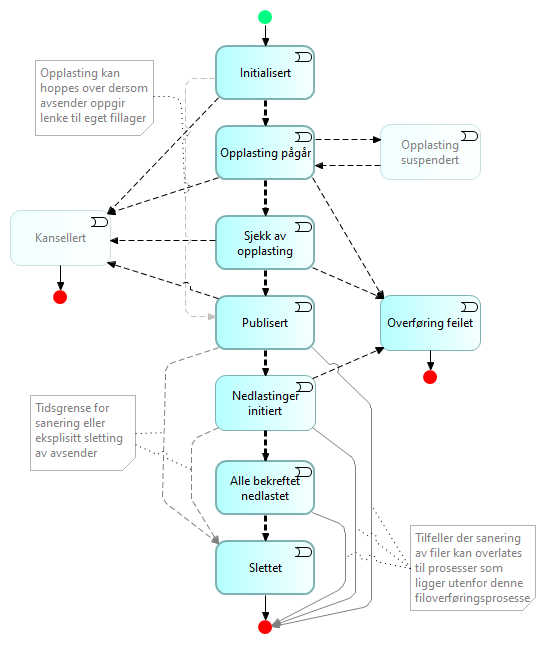 Initialisert
Opplasting kan
hoppes over dersom
avsender oppgir
lenke til eget fillager
Opplasting pågår
Opplasting
suspendert
Kansellert
Sjekk av
opplasting
Publisert
Overføring feilet
Nedlastinger
initiert
Tidsgrense for
sanering eller
eksplisitt sletting
av avsender
Alle bekreftet
nedlastet
Slettet
Tilfeller der sanering
av filer kan overlates
til prosesser som
ligger utenfor denne
filoverføringsprosesse